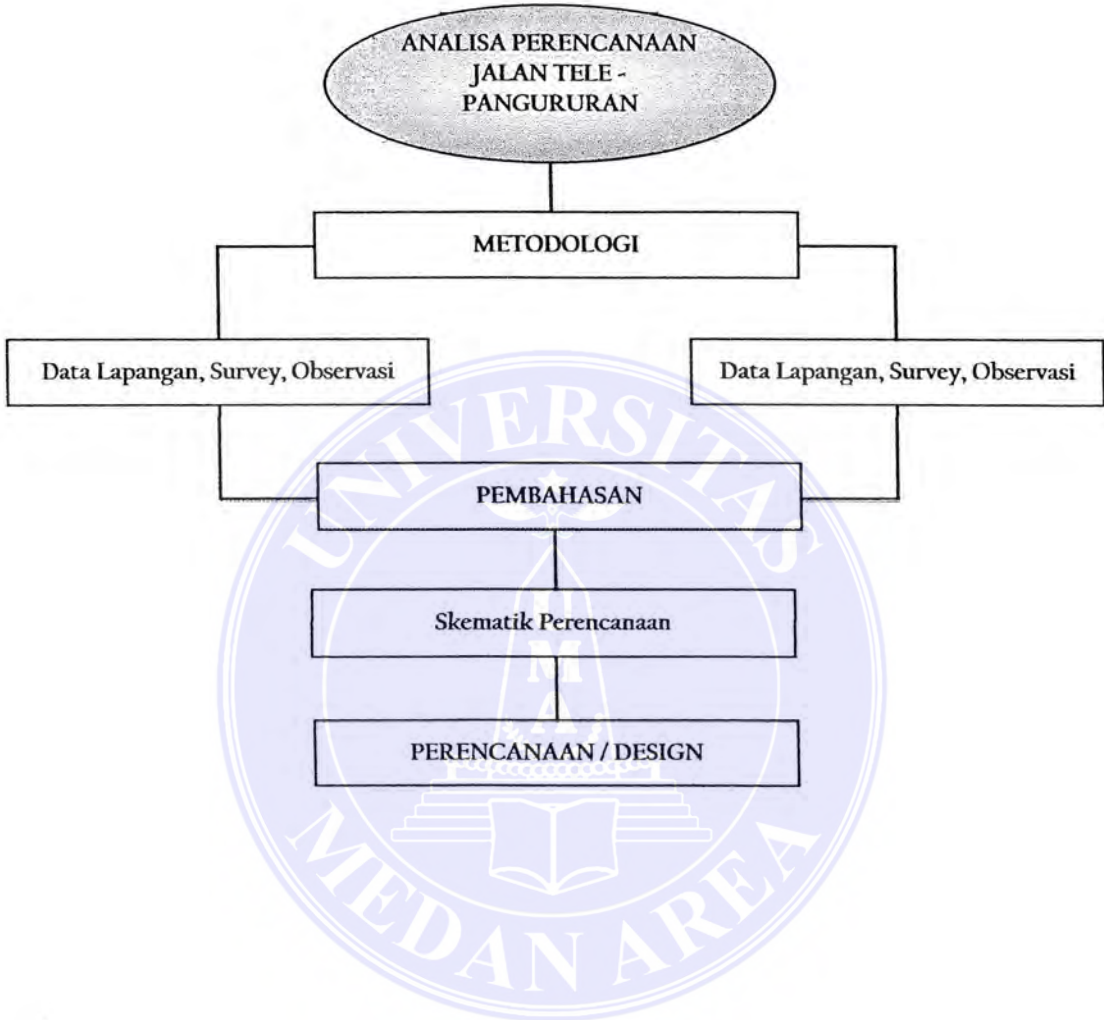 ANALISA PERENCANAAN
JALAN TELE -
PANGURURAN
METODOLOGI
Data Lapangan, Survey, Observasi
Data Lapangan, Survey, Observasi
PEMBAHASAN
Skematik Perencanaan
PERENCANAAN / DESIGN
UNIVERSITAS
UMA
MEDAN AREA